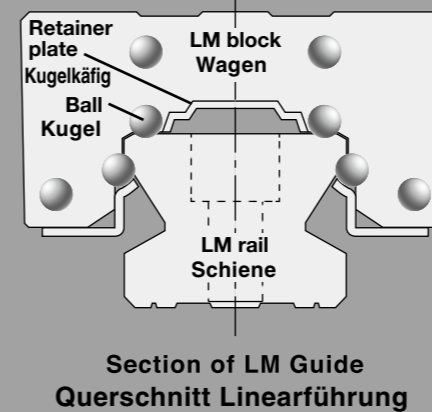 Retainer
plate
Kugelkäfig
Ball
Kugel
LM block
Wagen
LM rail
Schiene
Section of LM Guide
Querschnitt Linearführung